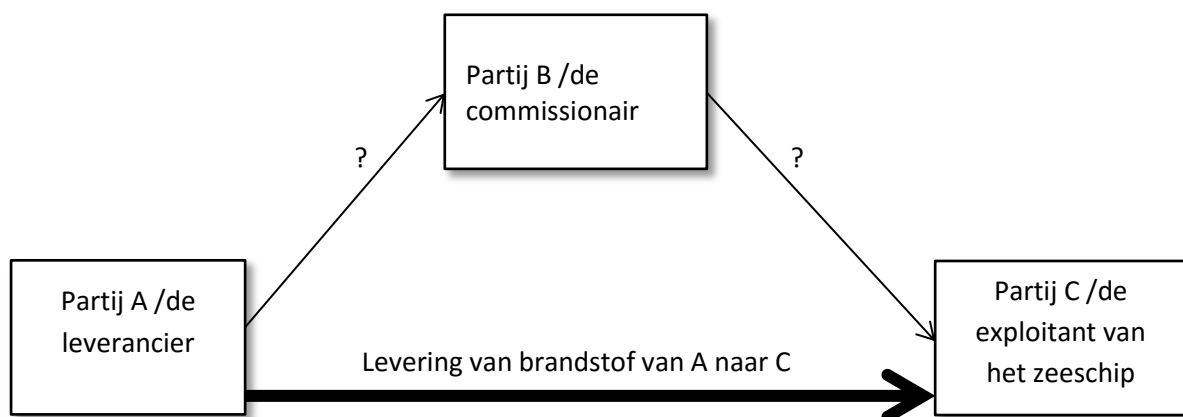 Partij B /de
commissionair
?
?
Partij A /de
leverancier
Levering van brandstof van A naar C
Partij C /de
exploitant van
het zeeschip